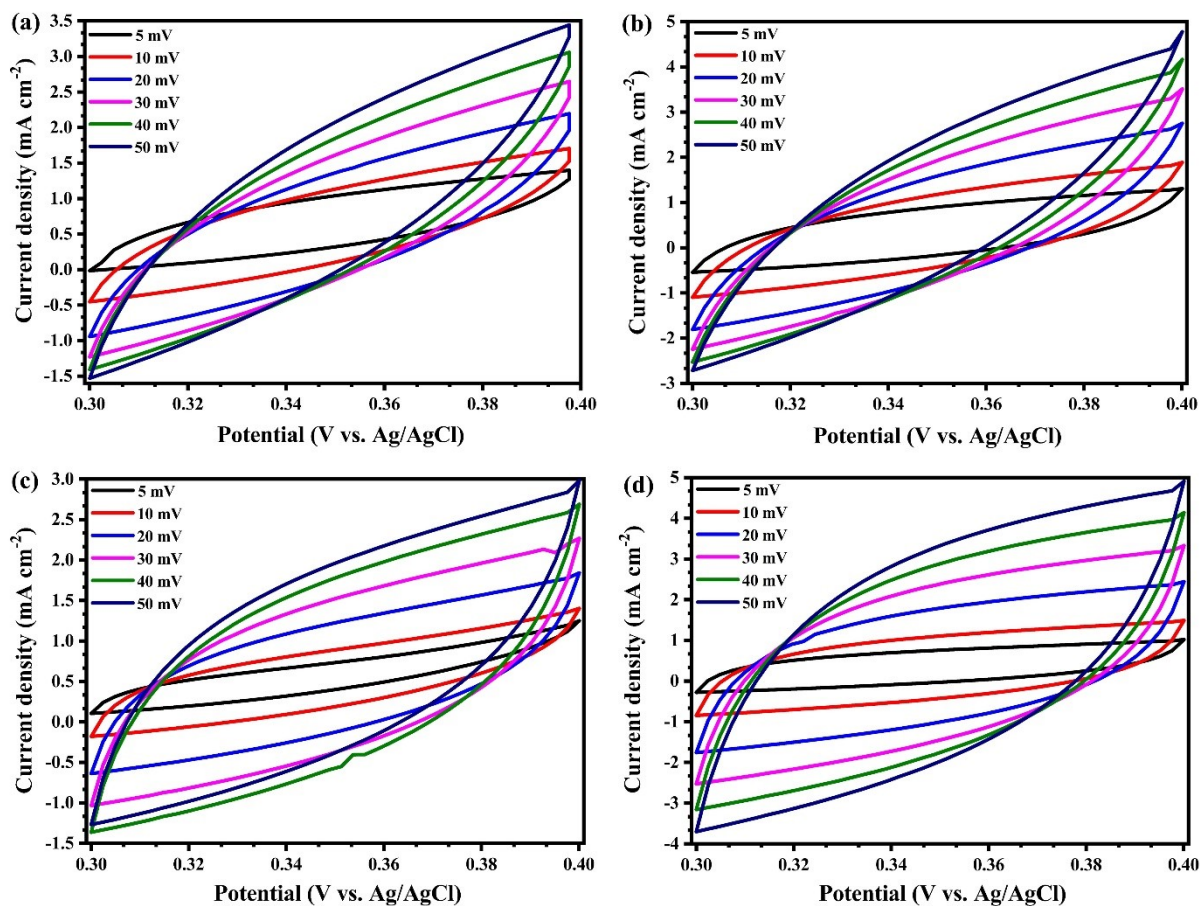 (a)
3.5
3.0
2.5
2.0
1.5
1.0
0.5
0.0
-0.5
-1.0
-1.5
Current density (mA cm⁻²)
5 mV
10 mV
20 mV
30 mV
40 mV
50 mV
0.30 0.32 0.34 0.36 0.38 0.40
Potential (V vs. Ag/AgCl)
(b)
5
4
3
2
1
0
-1
-2
-3
Current density (mA cm⁻²)
5 mV
10 mV
20 mV
30 mV
40 mV
50 mV
0.30 0.32 0.34 0.36 0.38 0.40
Potential (V vs. Ag/AgCl)
(c)
3.0
2.5
2.0
1.5
1.0
0.5
0.0
-0.5
-1.0
-1.5
Current density (mA cm⁻²)
5 mV
10 mV
20 mV
30 mV
40 mV
50 mV
0.30 0.32 0.34 0.36 0.38 0.40
Potential (V vs. Ag/AgCl)
(d)
5
4
3
2
1
0
-1
-2
-3
-4
Current density (mA cm⁻²)
5 mV
10 mV
20 mV
30 mV
40 mV
50 mV
0.30 0.32 0.34 0.36 0.38 0.40
Potential (V vs. Ag/AgCl)